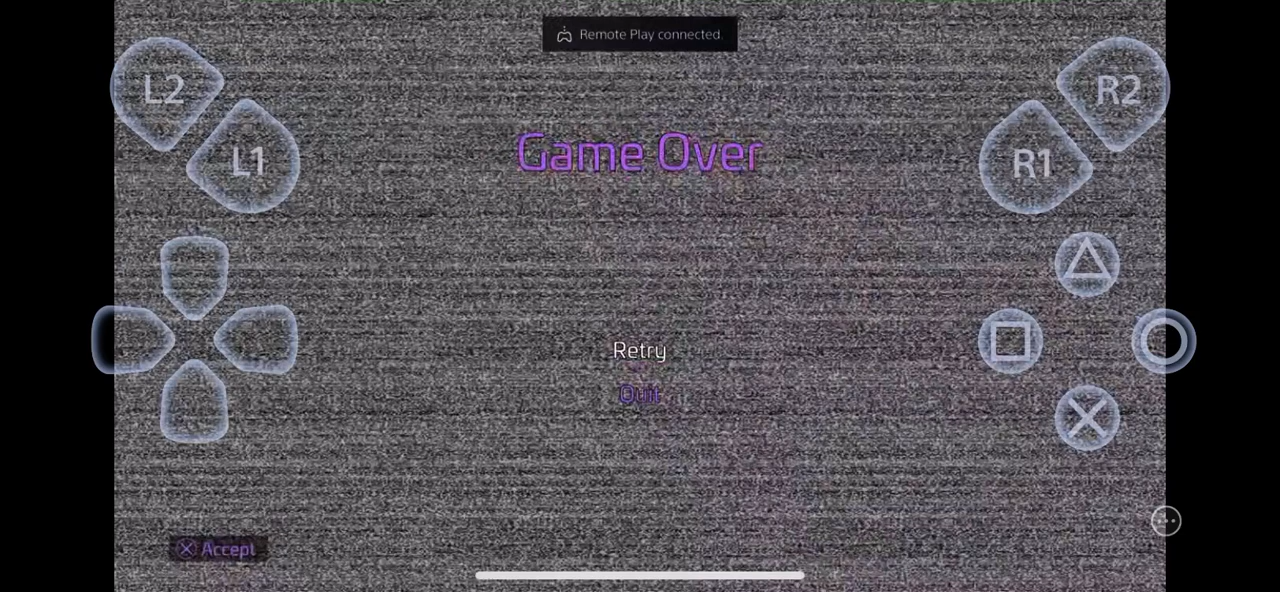 Remote Play connected.
L2
R2
L1
R1
Game Over
Retry
Quit
Accept